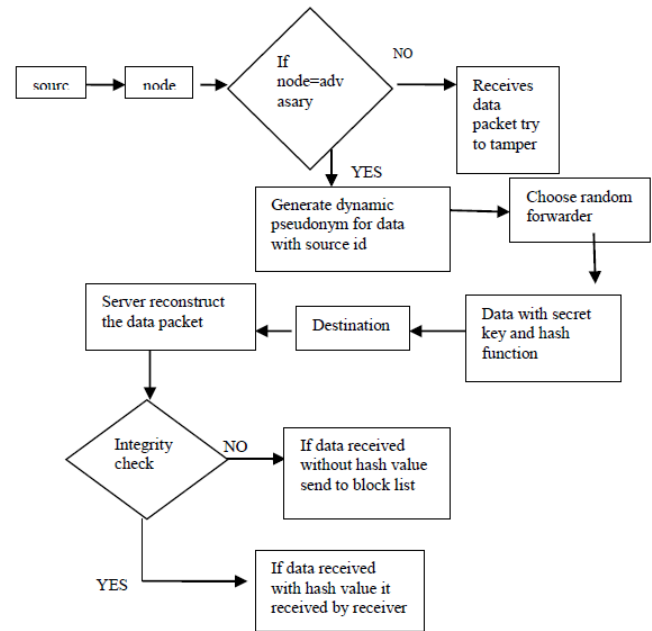 sourc
node
If
node=adv
asary
NO
Receives
data
packet try
to tamper
YES
Generate dynamic
pseudonym for data
with source id
Choose random
forwarder
Server reconstruct
the data packet
Destination
Data with secret
key and hash
function
Integrity
check
NO
If data received
without hash value
send to block list
YES
If data received
with hash value it
received by receiver